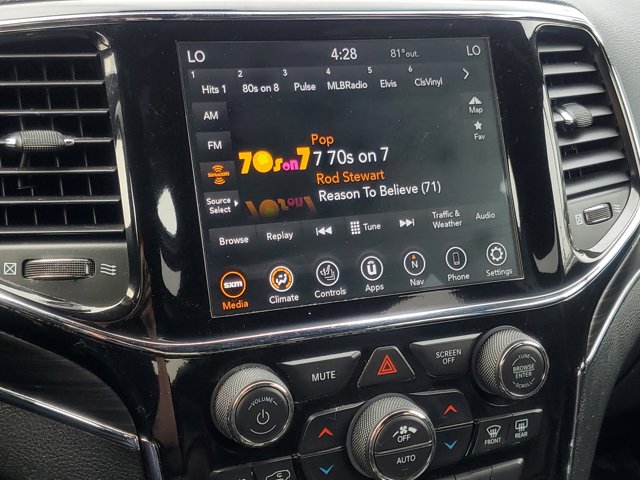 LO 4:28 81°out. LO
1 2 3 4 5 6
Hits 1 80s on 8 Pulse MLBRadio Elvis ClsVinyl
AM
Map
FM
Fav
SiriusXM
Source
Select
70s on 7
Pop
7 70s on 7
Rod Stewart
Reason To Believe (71)
Browse Replay Tune Traffic & Weather Audio
sxm
Media Climate Controls Apps Nav Phone Settings
N
U
MUTE
SCREEN
OFF
VOLUME
TUNE
BROWSE
ENTER
SCROLL
OFF
AUTO
FRONT REAR